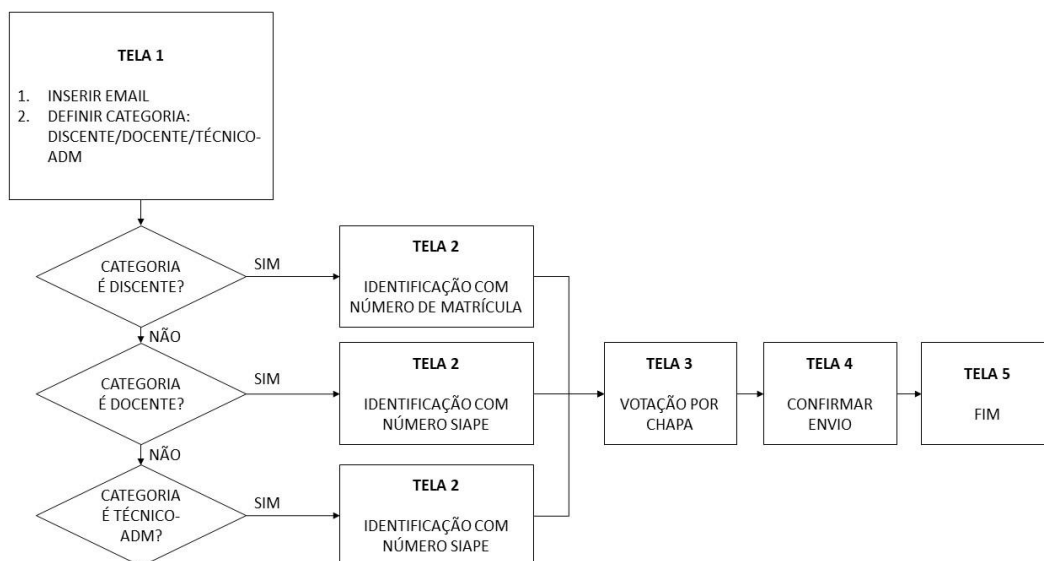 TELA 1
1. INSERIR EMAIL
2. DEFINIR CATEGORIA:
DISCENTE/DOCENTE/TÉCNICO-
ADM
CATEGORIA
É DISCENTE?
SIM
TELA 2
IDENTIFICAÇÃO COM
NÚMERO DE MATRÍCULA
NÃO
CATEGORIA
É DOCENTE?
SIM
TELA 2
IDENTIFICAÇÃO COM
NÚMERO SIAPE
NÃO
CATEGORIA
É TÉCNICO-
ADM?
SIM
TELA 2
IDENTIFICAÇÃO COM
NÚMERO SIAPE
TELA 3
VOTAÇÃO POR
CHAPA
TELA 4
CONFIRMAR
ENVIO
TELA 5
FIM